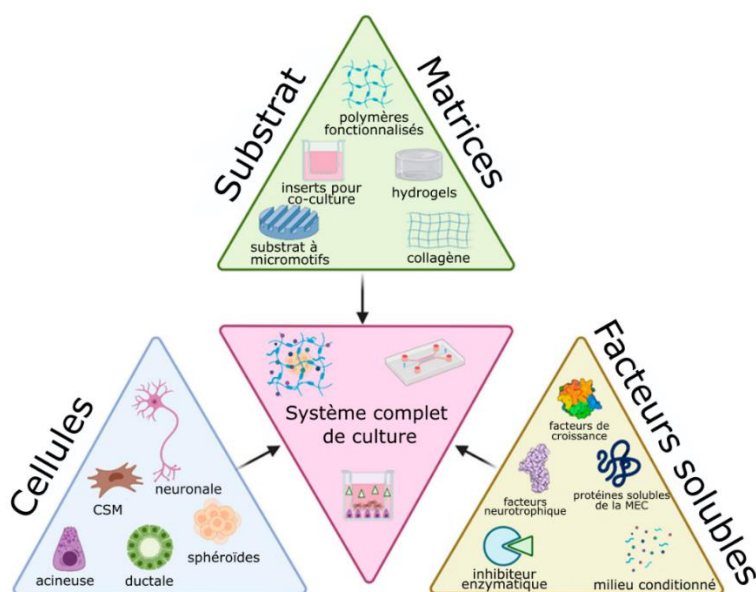 Substrat
Matrices
polymères
fonctionnalisés
inserts pour
co-culture
hydrogels
substrat à
micromotifs
collagène
Cellules
neuronale
CSM
sphéroïdes
acineuse
ductale
Système complet
de culture
Facteurs solubles
facteurs de
croissance
facteurs
neurotrophique
protéines solubles
de la MEC
inhibiteur
enzymatique
milieu conditionné